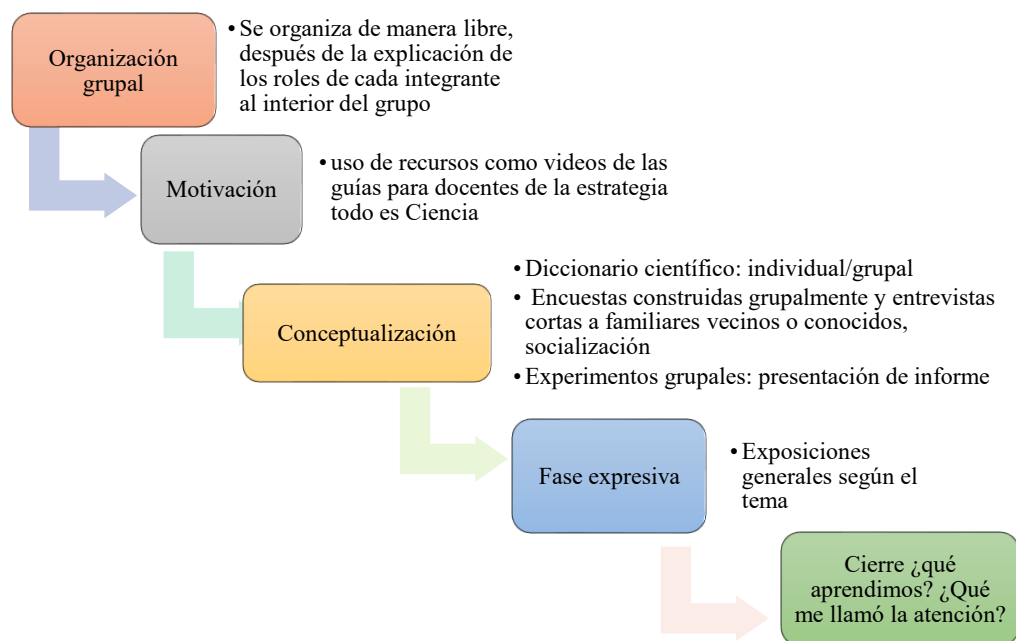 Organización
grupal
• Se organiza de manera libre,
después de la explicación de
los roles de cada integrante
al interior del grupo
Motivación
• uso de recursos como videos de las
guías para docentes de la estrategia
todo es Ciencia
Conceptualización
• Diccionario científico: individual/grupal
• Encuestas construidas grupalmente y entrevistas
cortas a familiares vecinos o conocidos,
socialización
• Experimentos grupales: presentación de informe
Fase expresiva
• Exposiciones
generales según el
tema
Cierre ¿qué
aprendimos? ¿Qué
me llamó la atención?